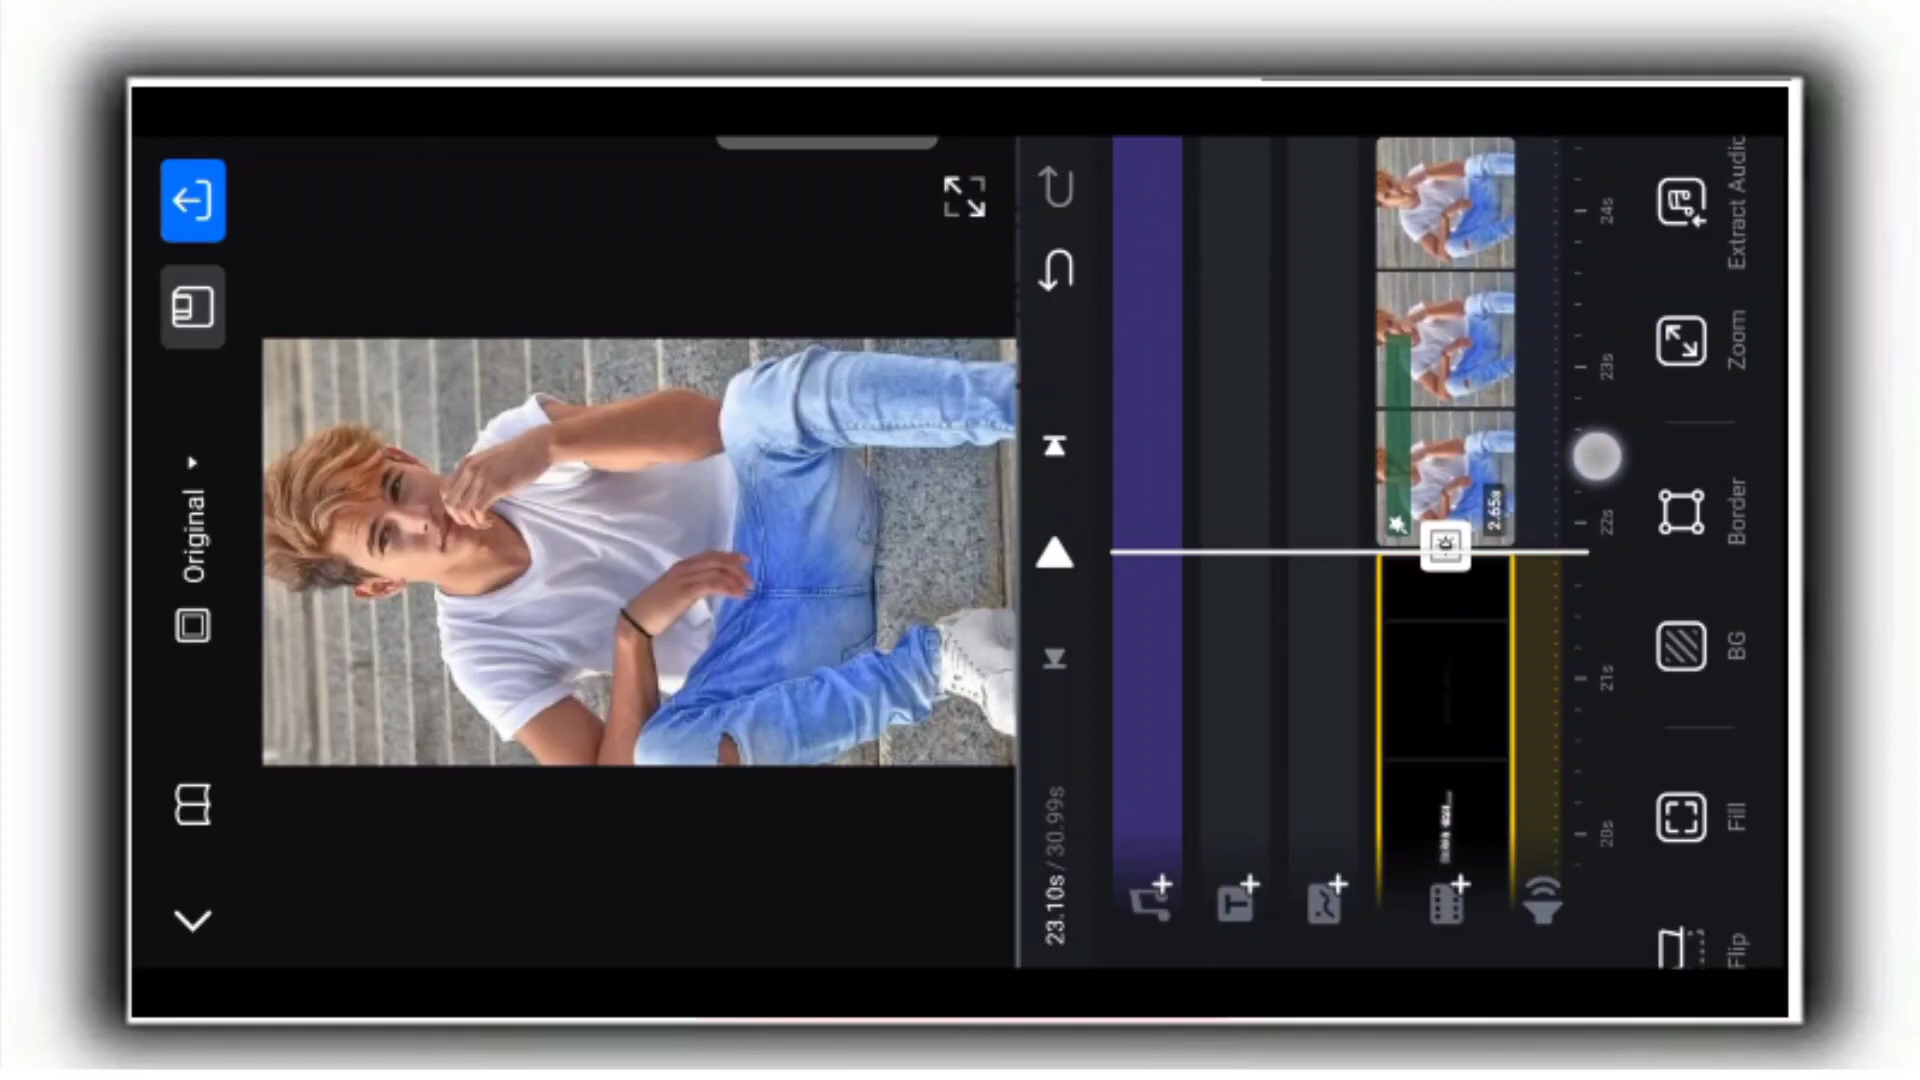 Original
23.10s / 30.99s
2.65s
20s
21s
22s
23s
24s
Flip
Fill
BG
Border
Zoom
Extract Audio